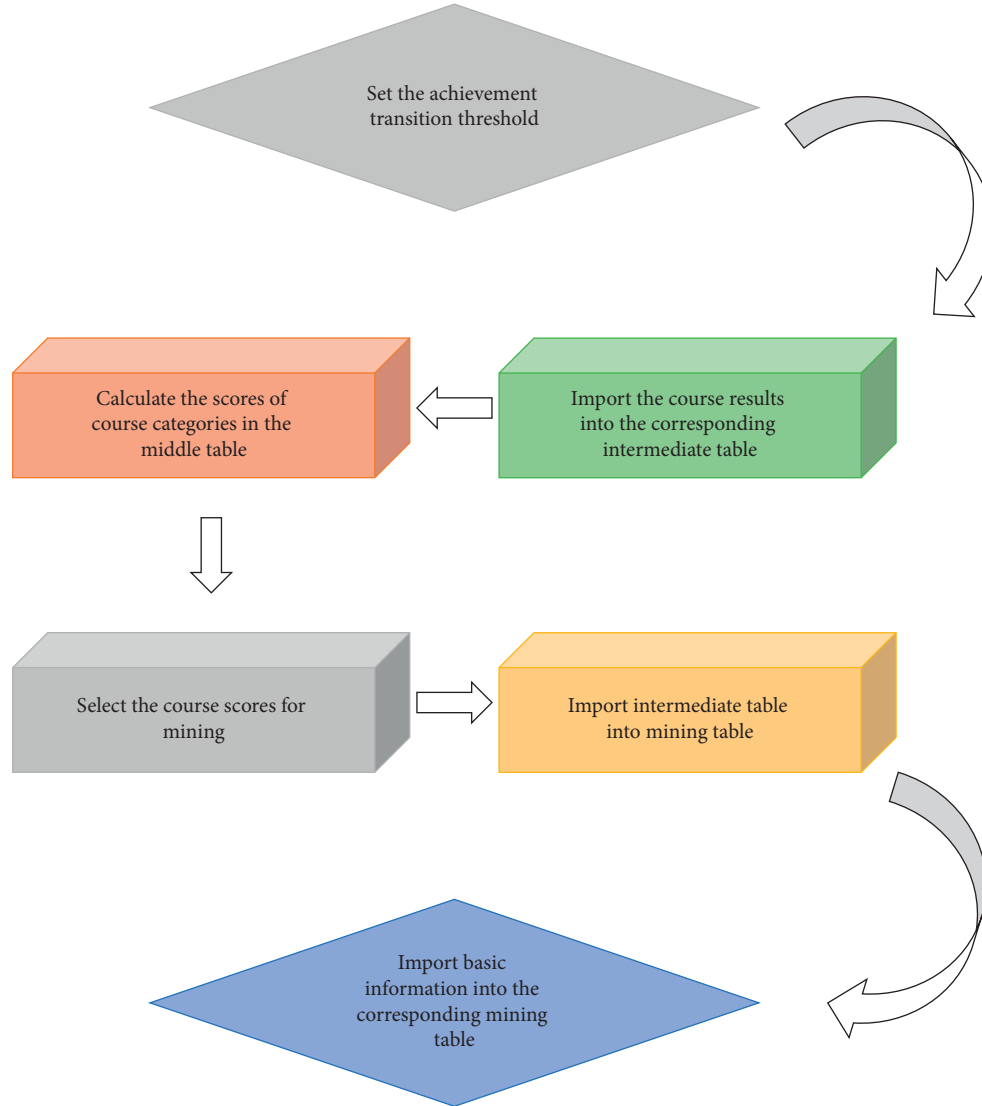 Set the achievement
transition threshold
Calculate the scores of
course categories in the
middle table
Import the course results
into the corresponding
intermediate table
Select the course scores for
mining
Import intermediate table
into mining table
Import basic
information into the
corresponding mining
table